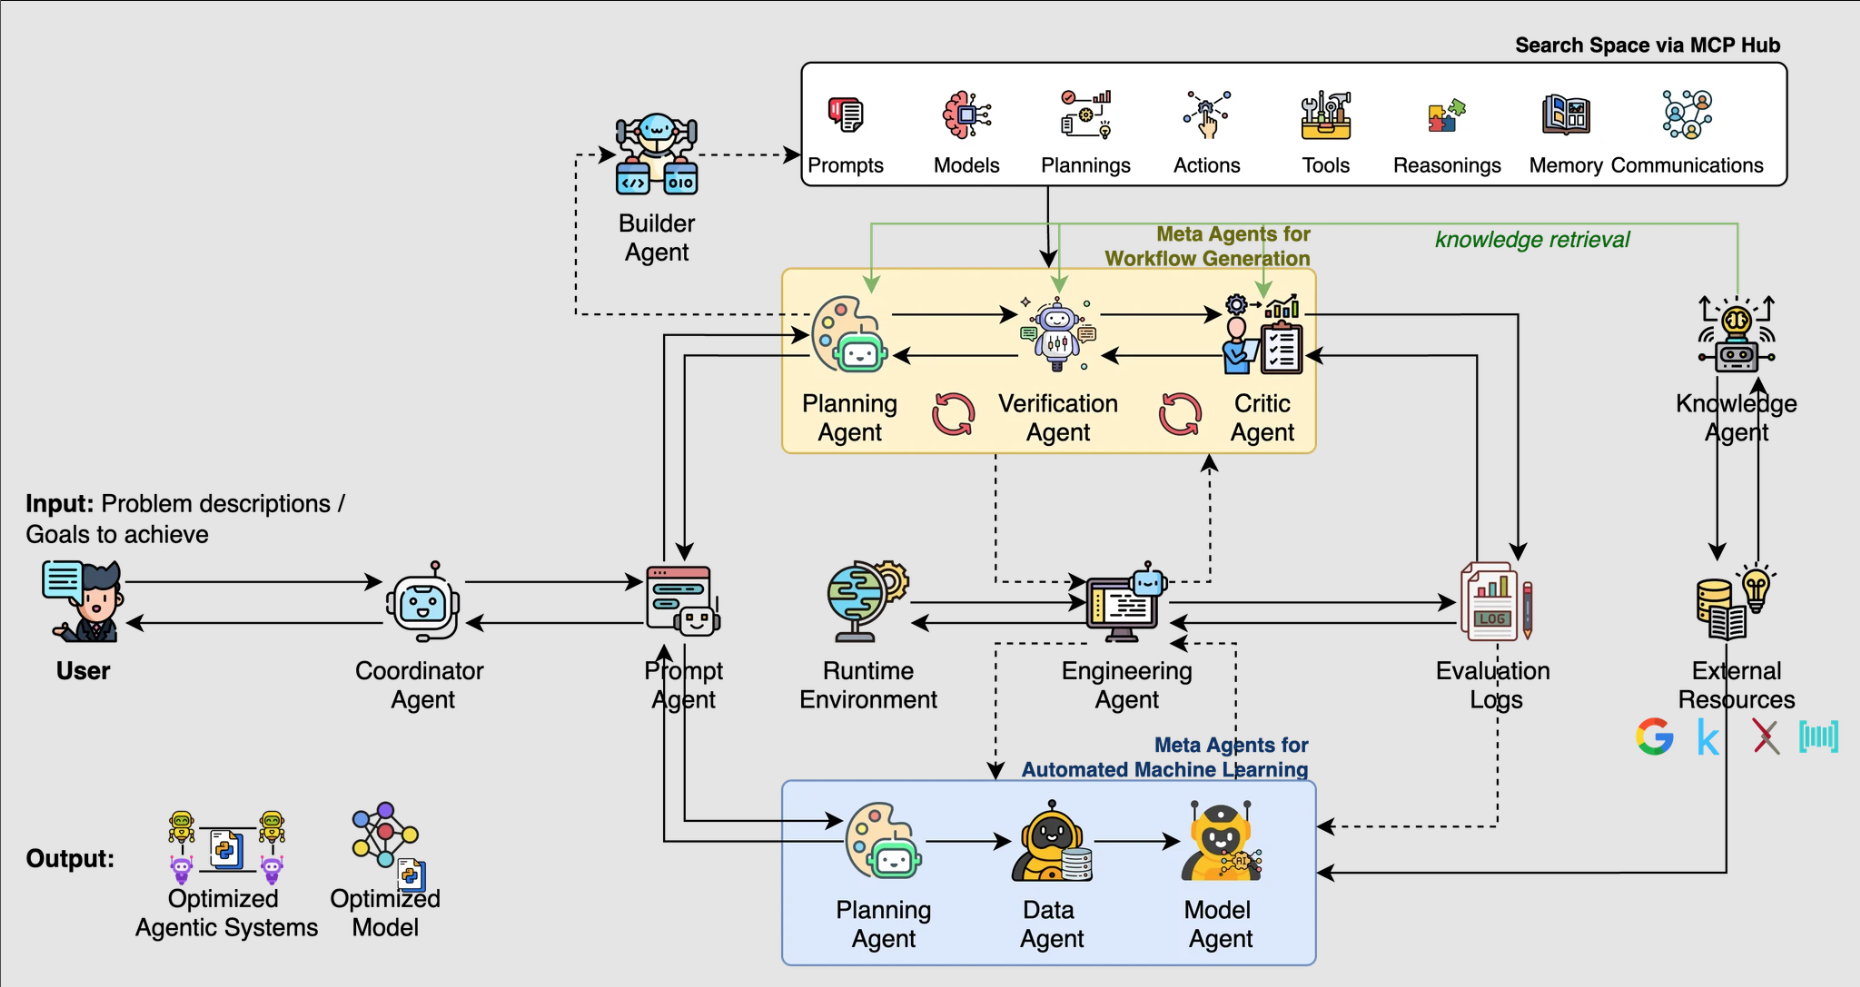 Search Space via MCP Hub
Prompts
Models
Plannings
Actions
Tools
Reasonings
Memory
Communications
Builder
Agent
Meta Agents for
Workflow Generation
knowledge retrieval
Planning
Agent
Verification
Agent
Critic
Agent
Knowledge
Agent
Input: Problem descriptions /
Goals to achieve
User
Coordinator
Agent
Prompt
Agent
Runtime
Environment
Engineering
Agent
LOG
Evaluation
Logs
External
Resources
G
k
Meta Agents for
Automated Machine Learning
AI
Planning
Agent
Data
Agent
Model
Agent
Output:
Optimized
Agentic Systems
Optimized
Model